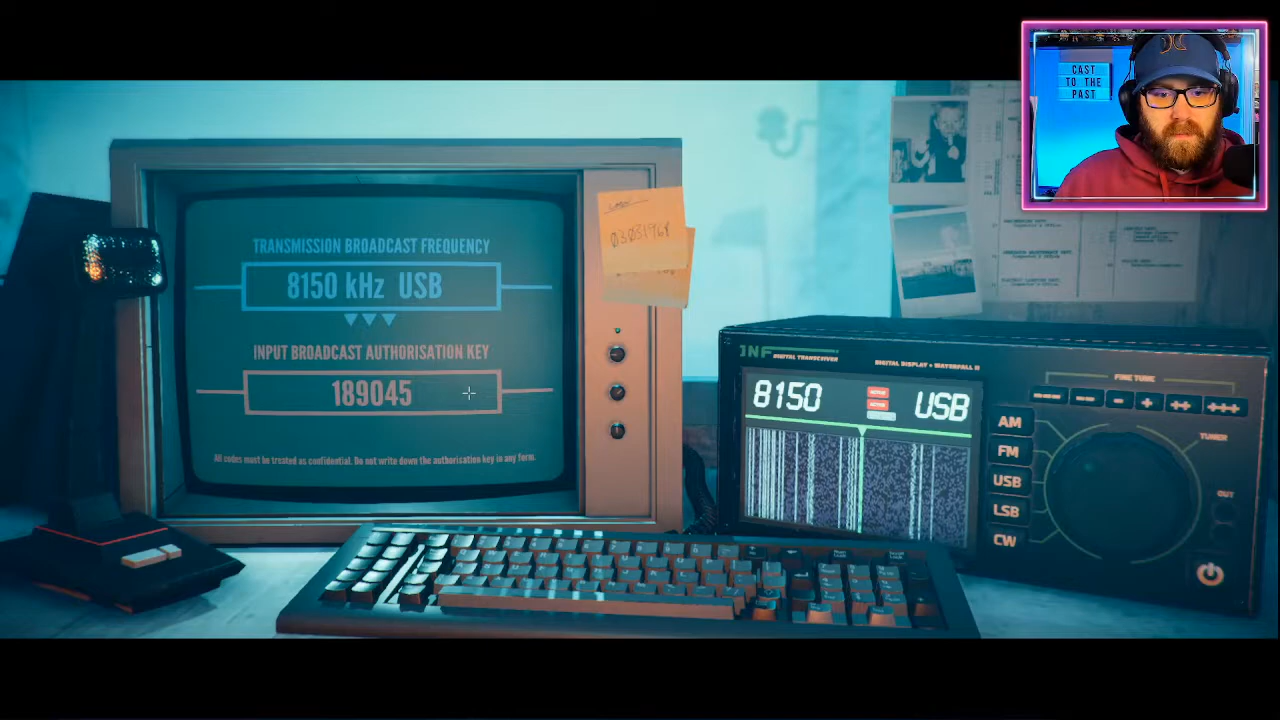 CAST
TO THE
PAST
TRANSMISSION BROADCAST FREQUENCY
8150 kHz USB
INPUT BROADCAST AUTHORISATION KEY
189045
All codes must be treated as confidential. Do not write down the authorisation key in any form.
03031968
DIGITAL TRANSCEIVER
DIGITAL DISPLAY + WATERFALL II
8150
USB
FINE TUNE
--- -- - + ++ +++
AM
FM
USB
LSB
CW
TUNER
OUT